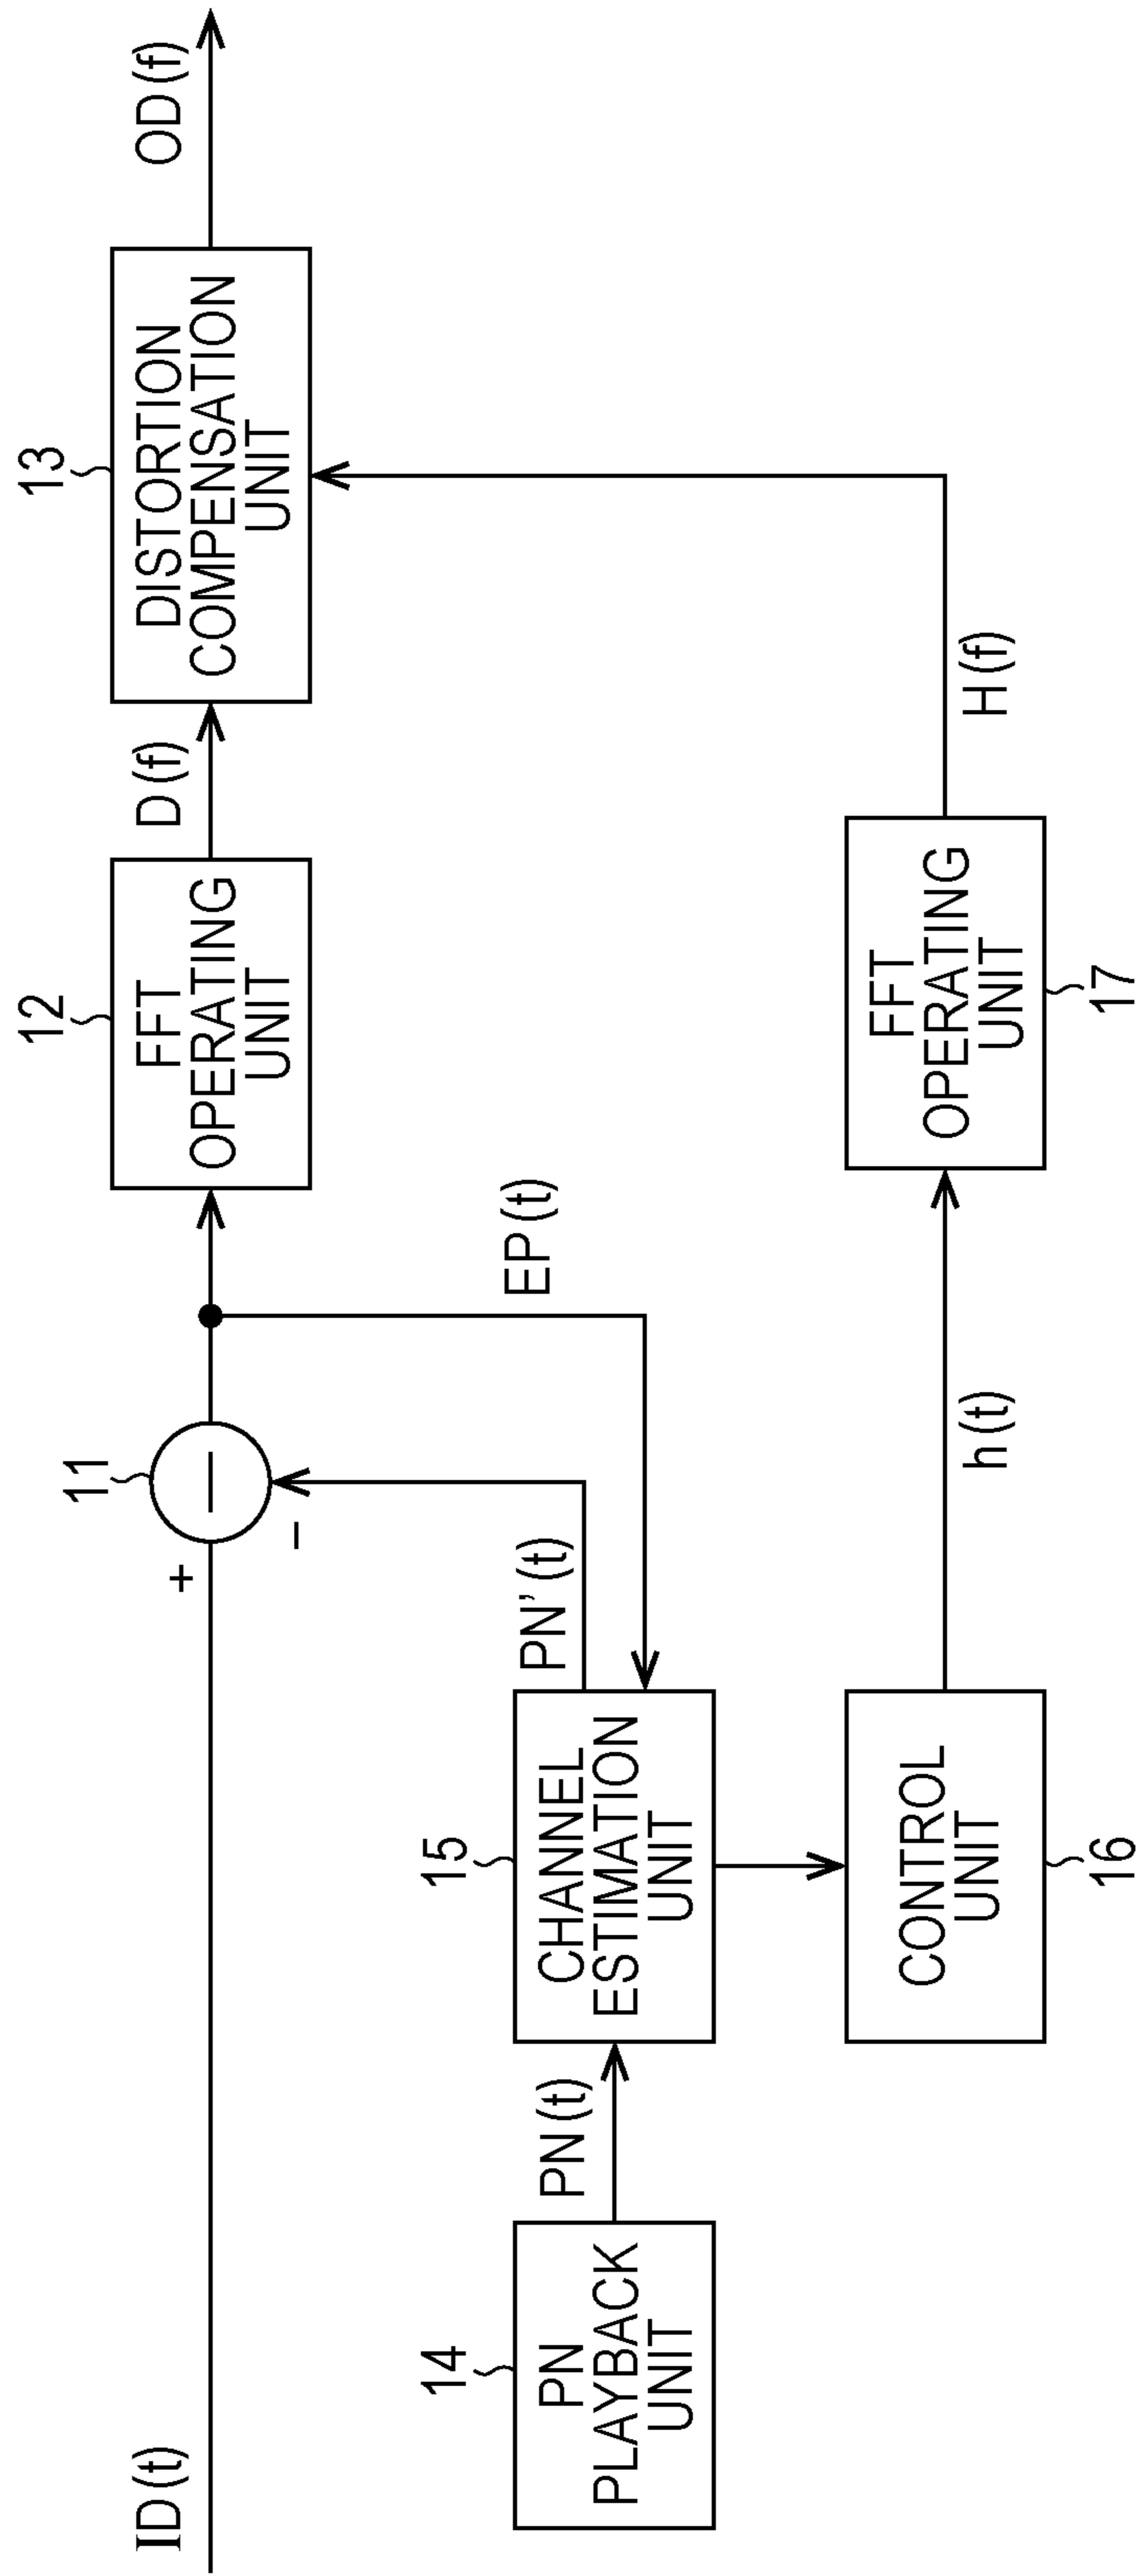 ID (t)
+
−
11
12
FFT
OPERATING
UNIT
D (f)
13
DISTORTION
COMPENSATION
UNIT
OD (f)
PN' (t)
EP (t)
14
PN
PLAYBACK
UNIT
PN (t)
15
CHANNEL
ESTIMATION
UNIT
CONTROL
UNIT
16
h (t)
FFT
OPERATING
UNIT
17
H (f)